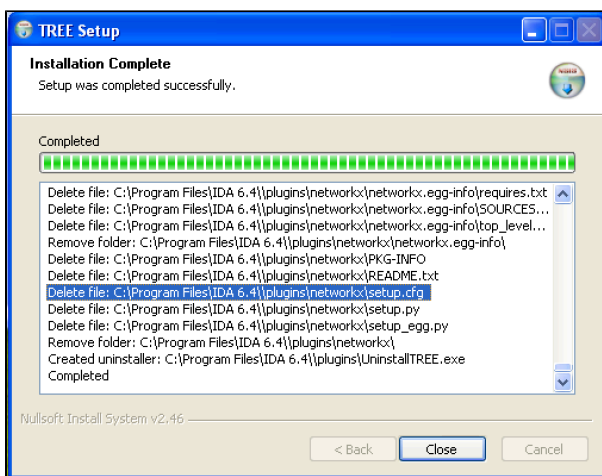 TREE Setup
Installation Complete
Setup was completed successfully.
Completed
Delete file: C:\Program Files\IDA 6.4\\plugins\networkx\networkx.egg-info\requires.txt
Delete file: C:\Program Files\IDA 6.4\\plugins\networkx\networkx.egg-info\SOURCES...
Delete file: C:\Program Files\IDA 6.4\\plugins\networkx\networkx.egg-info\top_level...
Remove folder: C:\Program Files\IDA 6.4\\plugins\networkx\networkx.egg-info\
Delete file: C:\Program Files\IDA 6.4\\plugins\networkx\PKG-INFO
Delete file: C:\Program Files\IDA 6.4\\plugins\networkx\README.txt
Delete file: C:\Program Files\IDA 6.4\\plugins\networkx\setup.cfg
Delete file: C:\Program Files\IDA 6.4\\plugins\networkx\setup.py
Delete file: C:\Program Files\IDA 6.4\\plugins\networkx\setup_egg.py
Remove folder: C:\Program Files\IDA 6.4\\plugins\networkx\
Created uninstaller: C:\Program Files\IDA 6.4\\plugins\UninstallTREE.exe
Completed
Nullsoft Install System v2.46
< Back
Close
Cancel